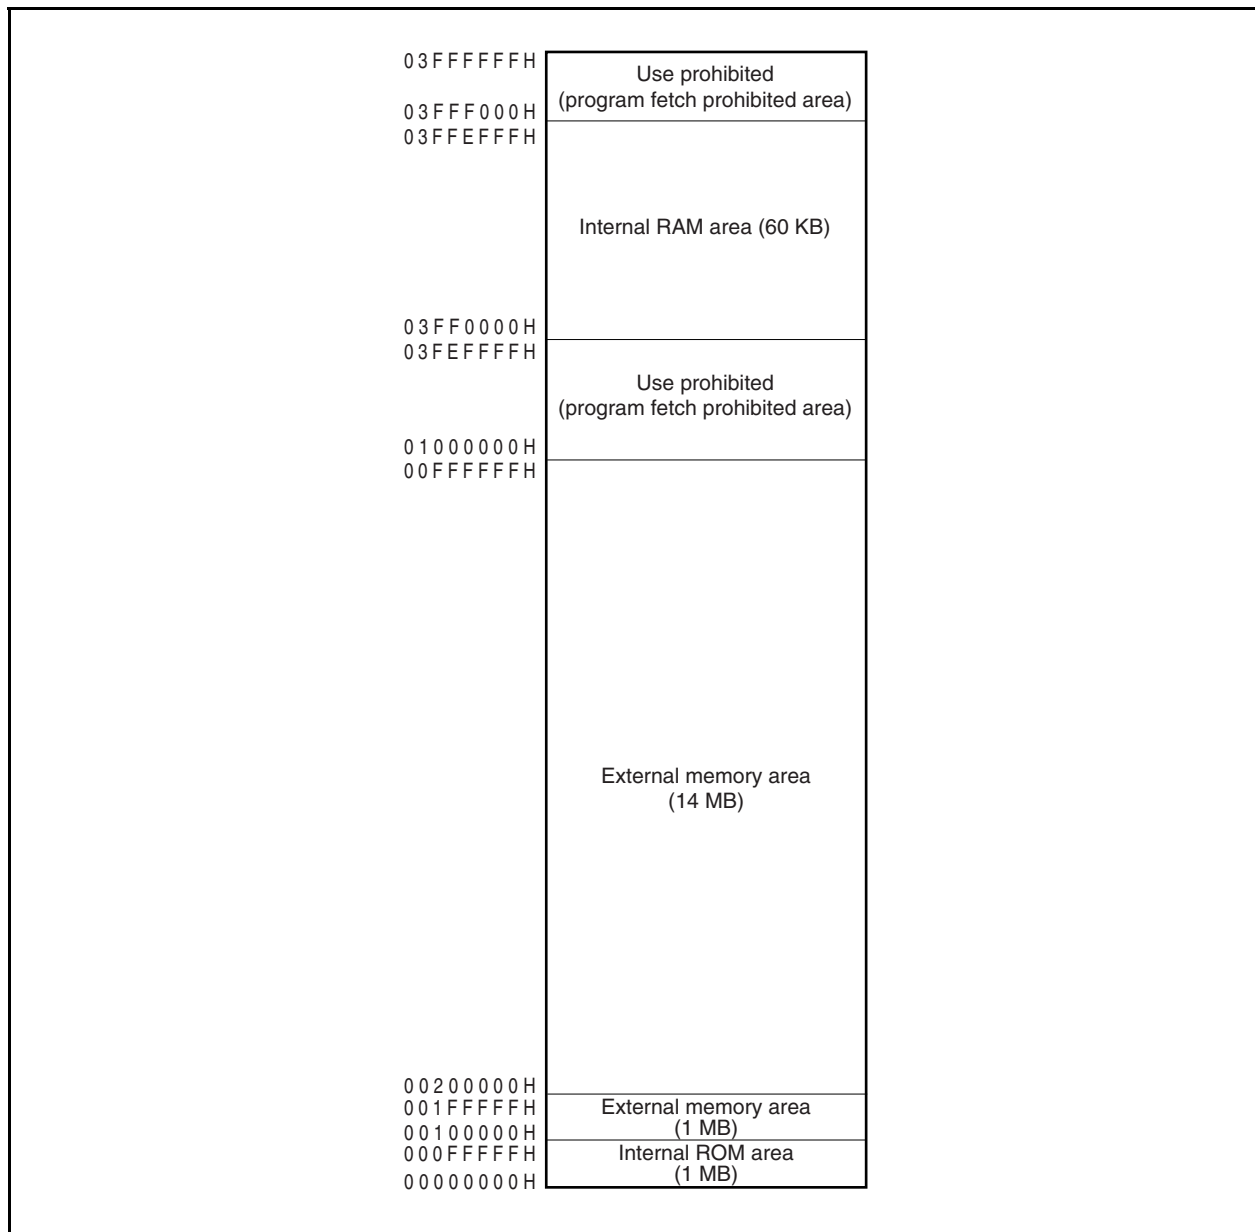 03FFFFFFH
Use prohibited
(program fetch prohibited area)
03FFF000H
03FFEFFFH
Internal RAM area (60 KB)
03FF0000H
03FEFFFFH
Use prohibited
(program fetch prohibited area)
01000000H
00FFFFFFH
External memory area
(14 MB)
00200000H
001FFFFFH
External memory area
(1 MB)
00100000H
000FFFFFH
Internal ROM area
(1 MB)
00000000H